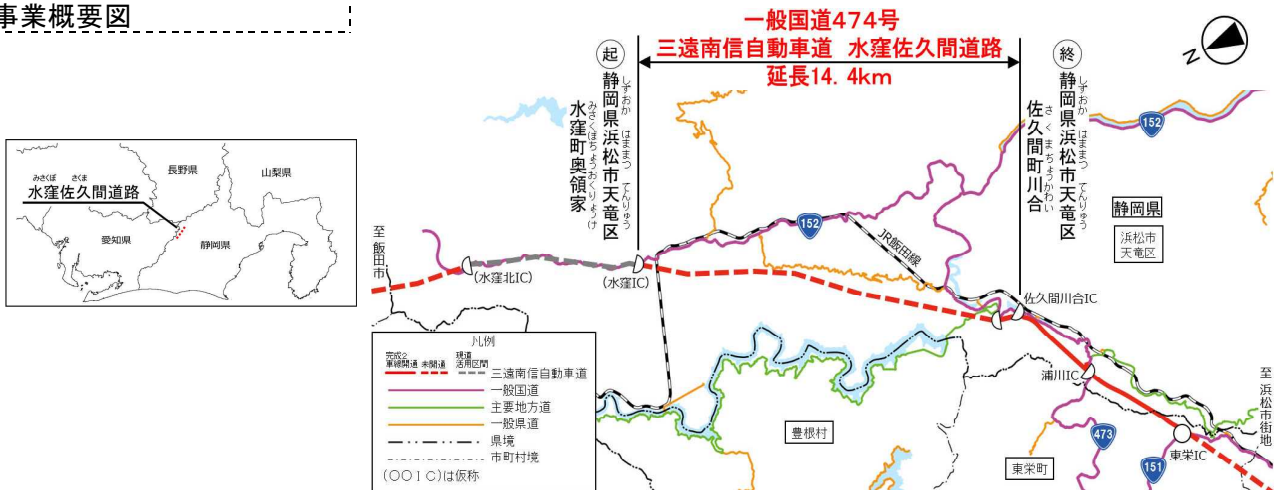 事業概要図
一般国道474号
三遠南信自動車道 水窪佐久間道路
延長14.4km
起
静岡県浜松市天竜区
しずおか はままつ てんりゅう
水窪町奥領家
みさくぼちょうおくりょうけ
終
静岡県浜松市天竜区
しずおか はままつ てんりゅう
佐久間町川合
さくまちょうかわい
N
152
静岡県
浜松市
天竜区
長野県
山梨県
みさくぼ さくま
水窪佐久間道路
愛知県
静岡県
至 飯田市
(水窪北IC)
(水窪IC)
152
JR飯田線
佐久間川合IC
浦川IC
東栄IC
至 浜松市街地
豊根村
東栄町
473
151
凡例
完成2
車線開通
未開通
現道
活用区間
三遠南信自動車道
一般国道
主要地方道
一般県道
県境
市町村境
(○○IC)は仮称